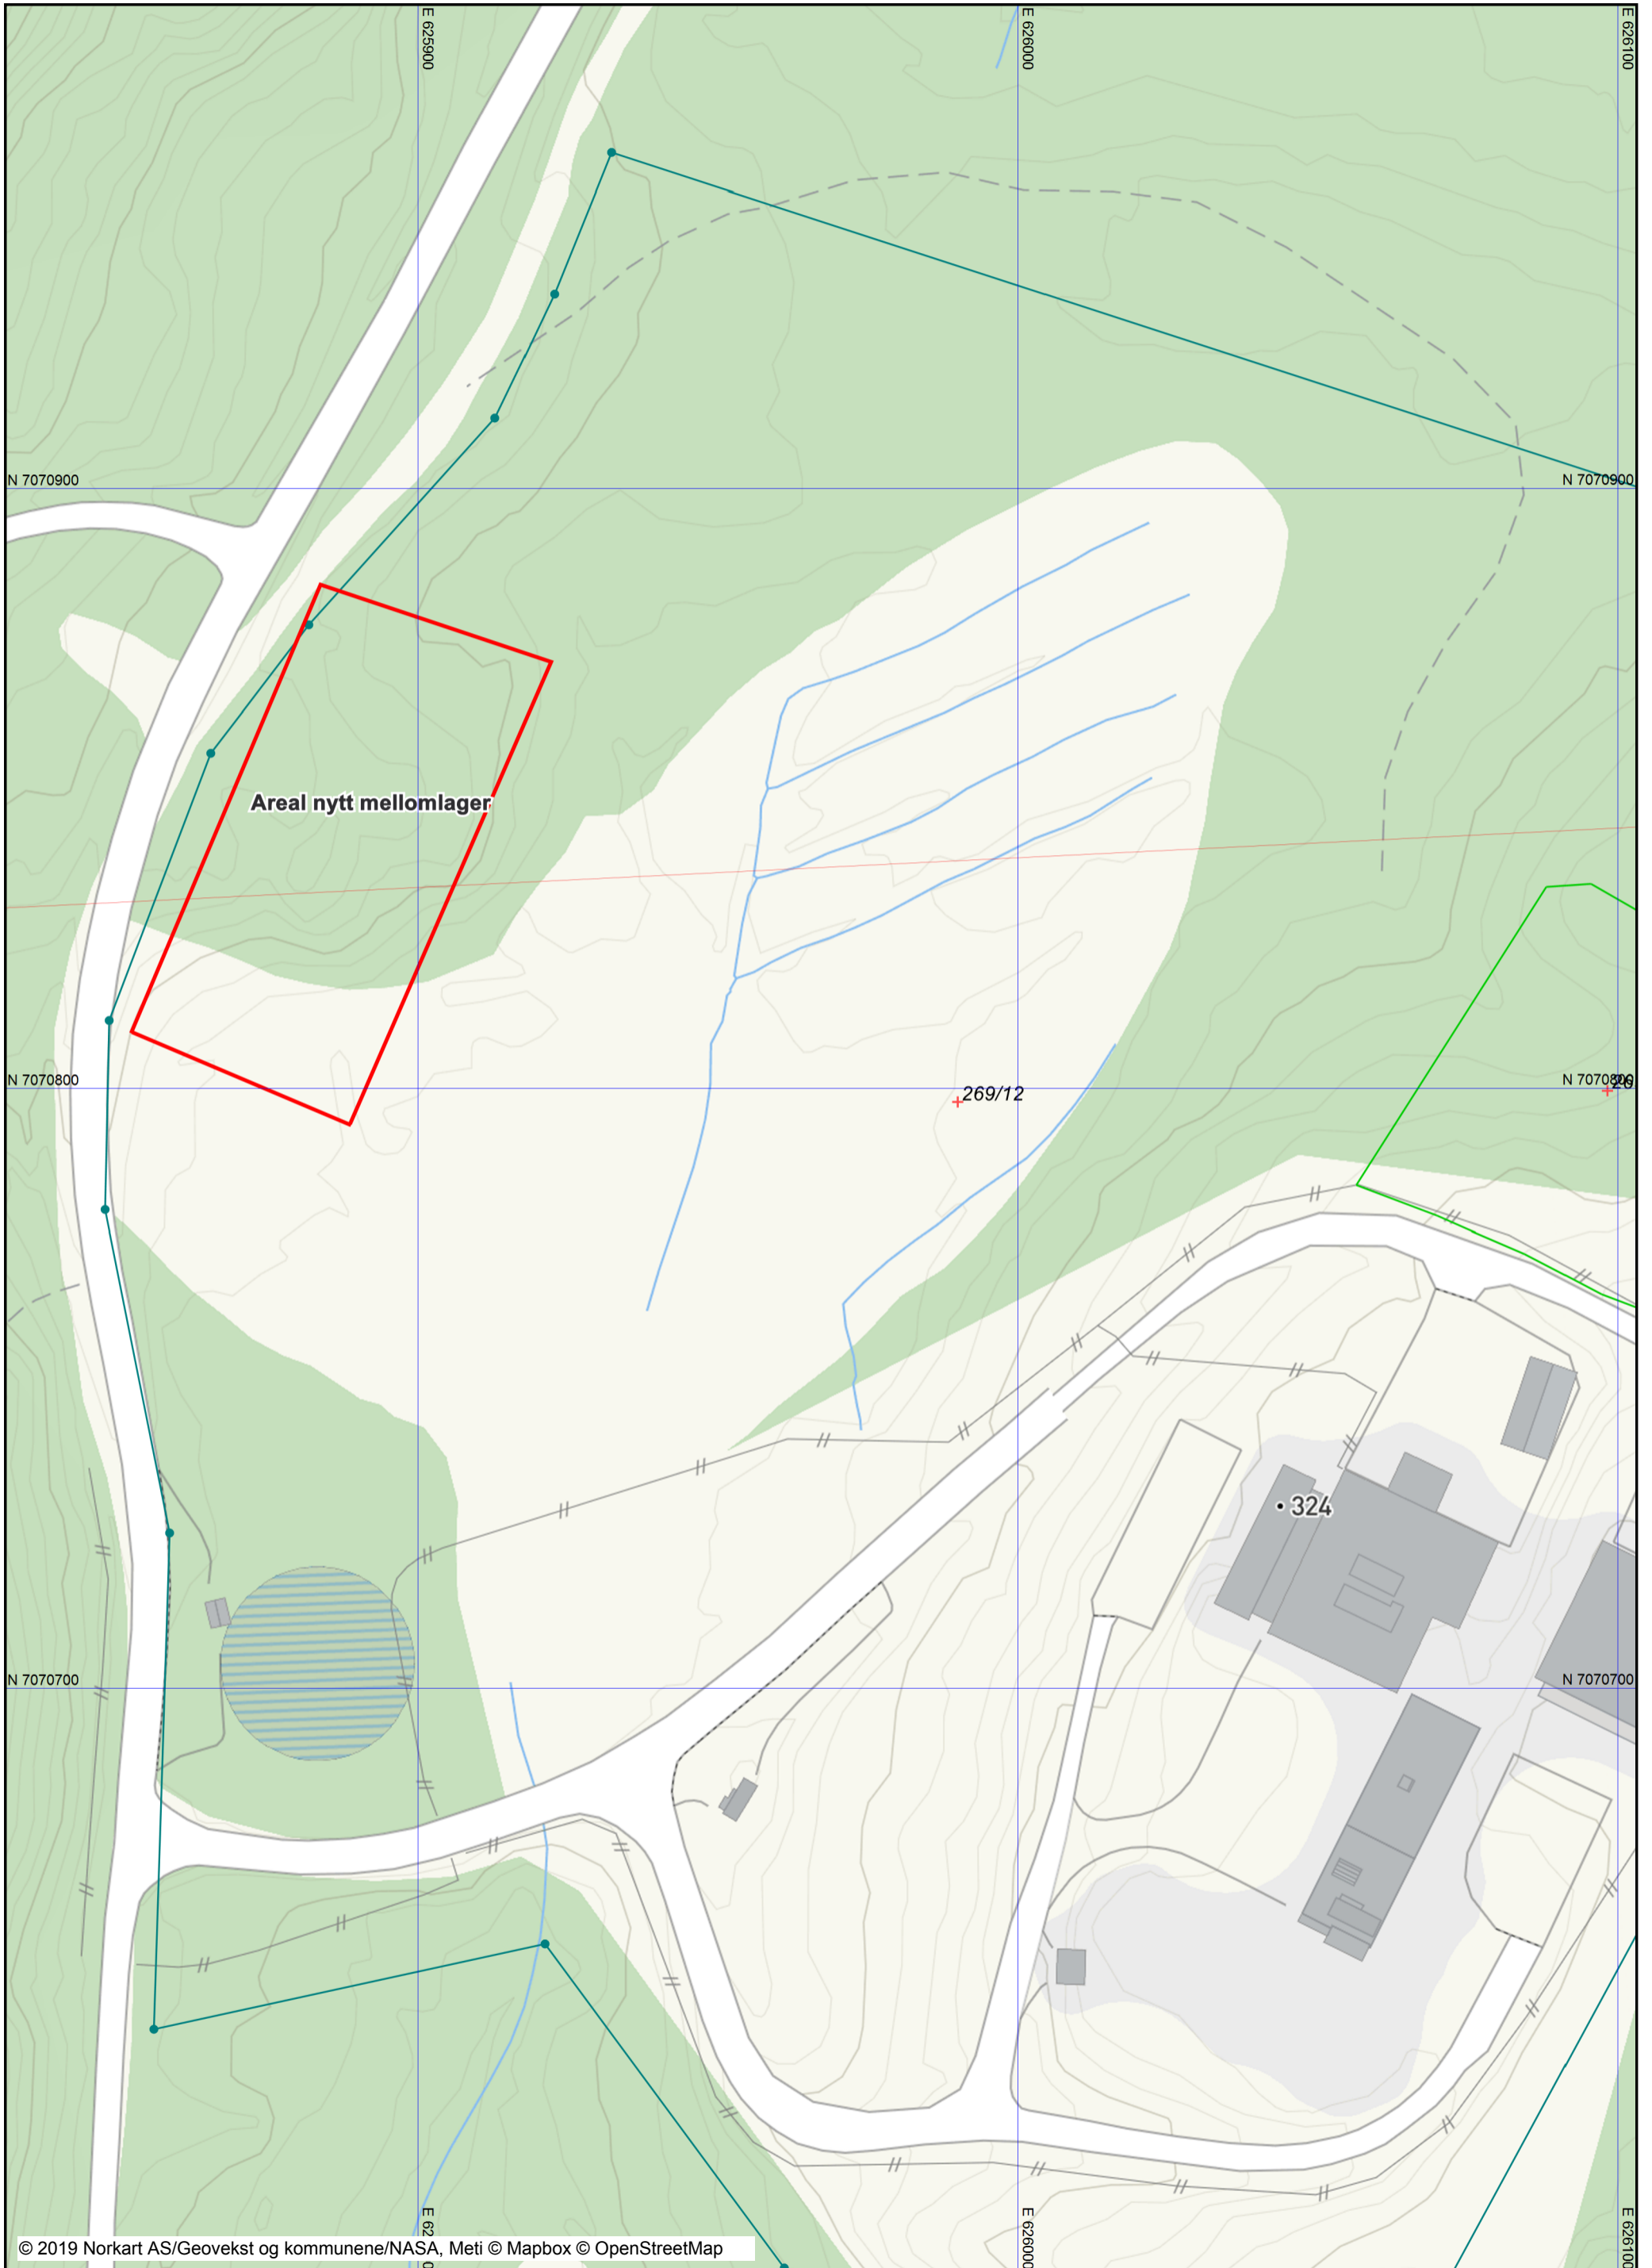 E 625900
E 626000
E 626100
N 7070900
N 7070900
Areal nytt mellomlager
N 7070800
N 7070800
269/12
324
N 7070700
N 7070700
E 626000
E 626100
© 2019 Norkart AS/Geovekst og kommunene/NASA, Meti © Mapbox © OpenStreetMap